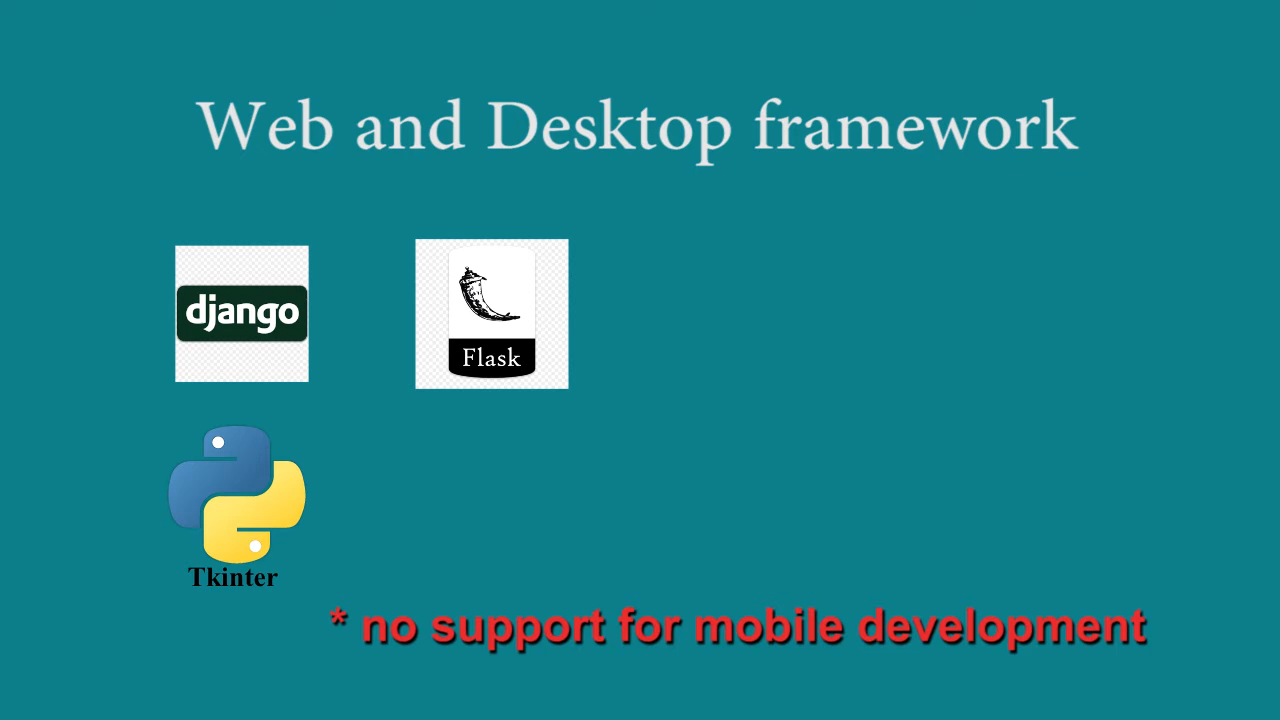 Web and Desktop framework
django
Flask
Tkinter
* no support for mobile development